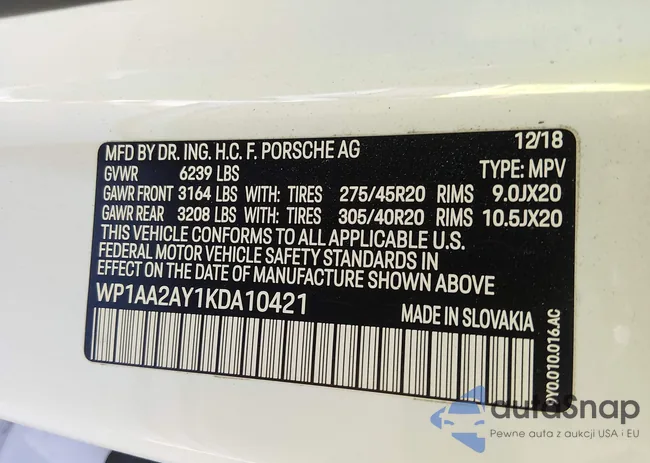 MFD BY DR. ING. H.C. F. PORSCHE AG 12/18
GVWR 6239 LBS TYPE: MPV
GAWR FRONT 3164 LBS WITH: TIRES 275/45R20 RIMS 9.0JX20
GAWR REAR 3208 LBS WITH: TIRES 305/40R20 RIMS 10.5JX20
THIS VEHICLE CONFORMS TO ALL APPLICABLE U.S.
FEDERAL MOTOR VEHICLE SAFETY STANDARDS IN
EFFECT ON THE DATE OF MANUFACTURE SHOWN ABOVE
WP1AA2AY1KDA10421 MADE IN SLOVAKIA
9Y0.010.016.AC
autoSnap
Pewne auta z aukcji USA i EU